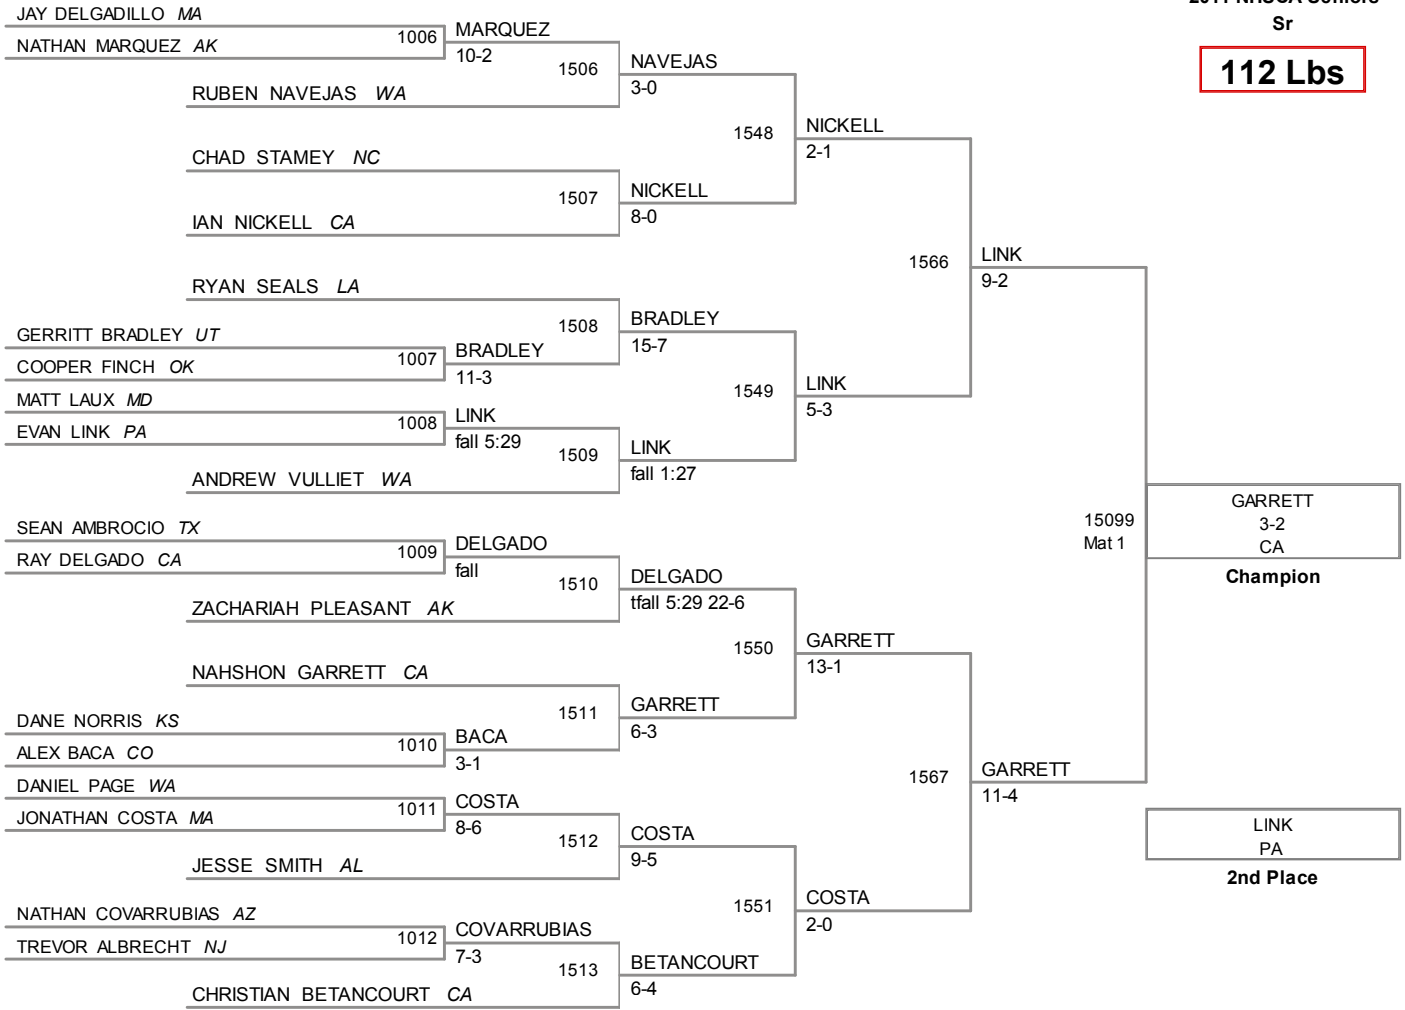 2011 NHSCA Seniors
Sr
112 Lbs
JAY DELGADILLO MA
NATHAN MARQUEZ AK
1006
MARQUEZ
10-2
RUBEN NAVEJAS WA
1506
NAVEJAS
3-0
CHAD STAMEY NC
IAN NICKELL CA
1507
NICKELL
8-0
1548
NICKELL
2-1
RYAN SEALS LA
GERRITT BRADLEY UT
COOPER FINCH OK
1007
BRADLEY
11-3
1508
BRADLEY
15-7
MATT LAUX MD
EVAN LINK PA
1008
LINK
fall 5:29
ANDREW VULLIET WA
1509
LINK
fall 1:27
1549
LINK
5-3
1566
LINK
9-2
SEAN AMBROCIO TX
RAY DELGADO CA
1009
DELGADO
fall
ZACHARIAH PLEASANT AK
1510
DELGADO
tfall 5:29 22-6
NAHSHON GARRETT CA
DANE NORRIS KS
ALEX BACA CO
1010
BACA
3-1
1511
GARRETT
6-3
1550
GARRETT
13-1
DANIEL PAGE WA
JONATHAN COSTA MA
1011
COSTA
8-6
JESSE SMITH AL
1512
COSTA
9-5
NATHAN COVARRUBIAS AZ
TREVOR ALBRECHT NJ
1012
COVARRUBIAS
7-3
CHRISTIAN BETANCOURT CA
1513
BETANCOURT
6-4
1551
COSTA
2-0
1567
GARRETT
11-4
15099
Mat 1
GARRETT
3-2
CA
Champion
LINK
PA
2nd Place